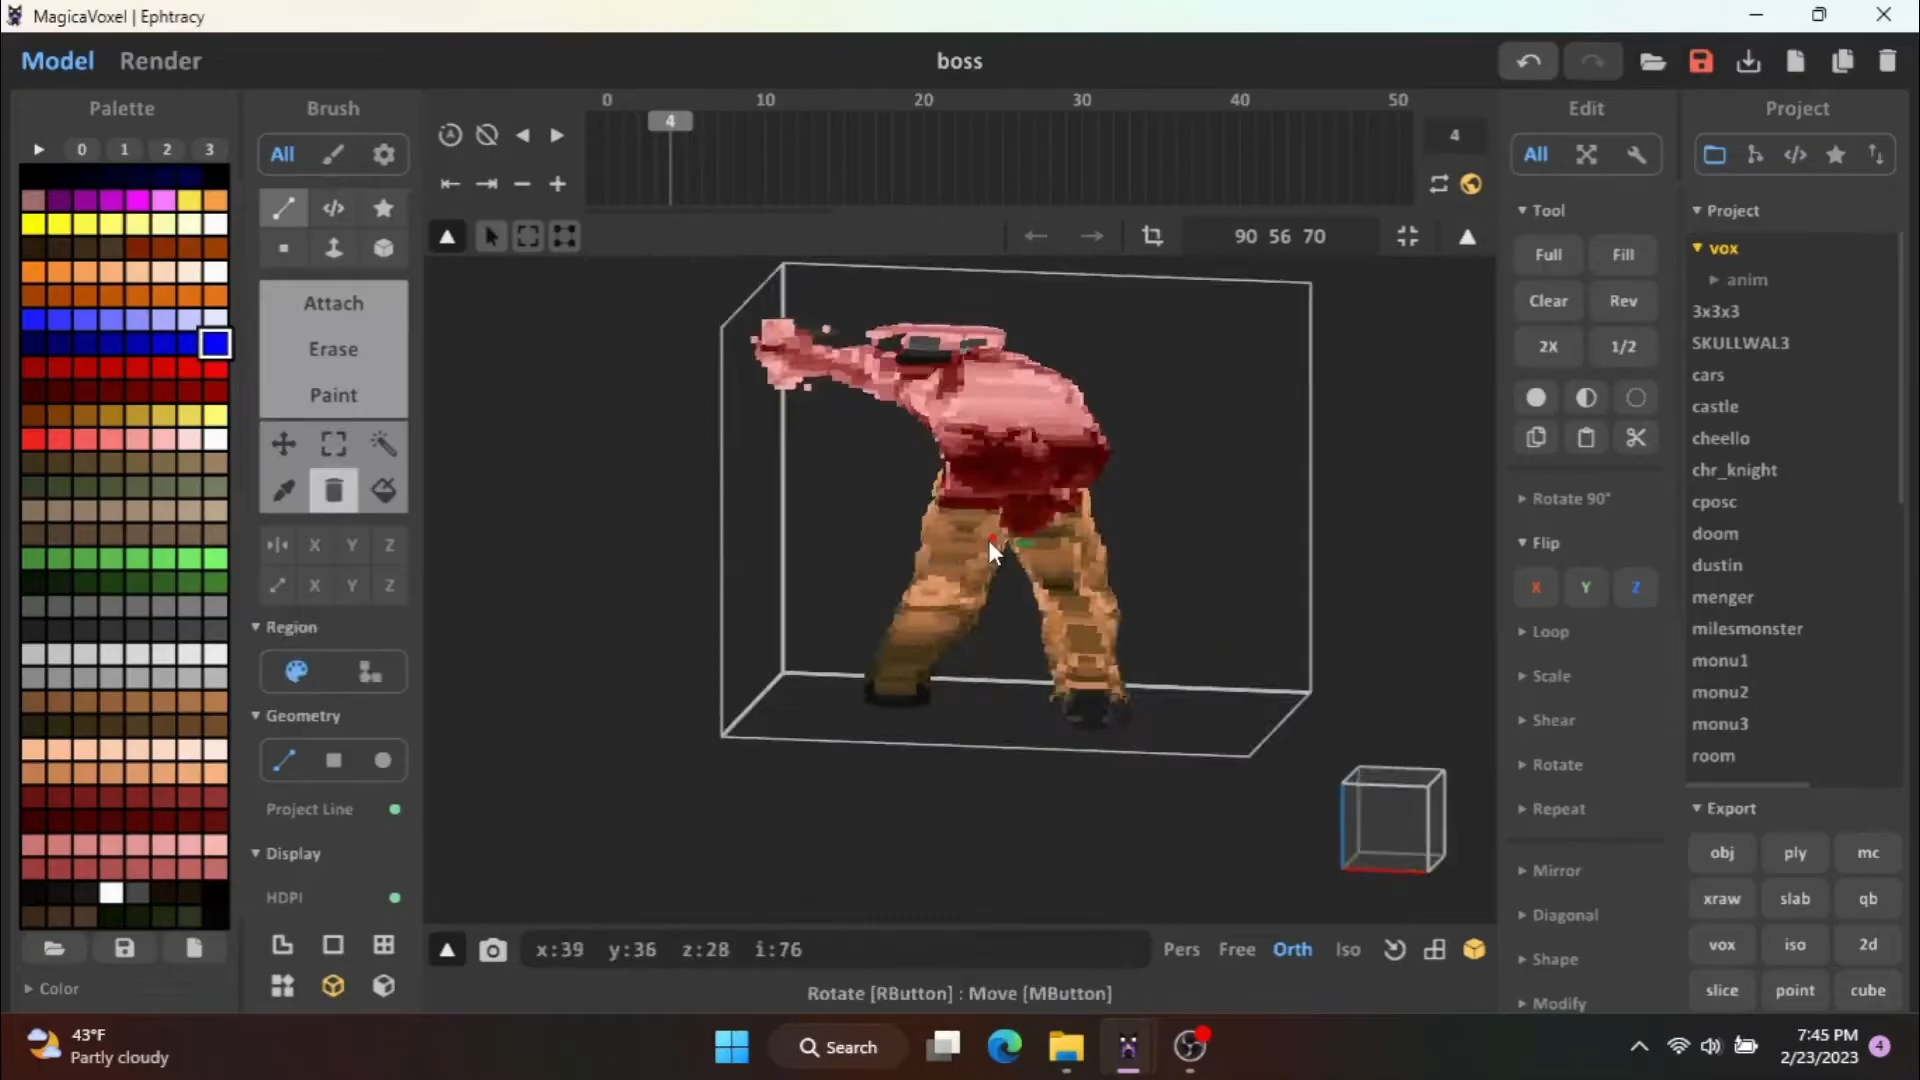 MagicaVoxel | Ephtracy
Model Render
boss
Palette
0 1 2 3
Color
Brush
All
Attach
Erase
Paint
X Y Z
X Y Z
Region
Geometry
Project Line
Display
HDPI
0 10 20 30 40 50
4
4
90 56 70
x:39 y:36 z:28 i:76
Pers Free Orth Iso
Rotate [RButton] : Move [MButton]
Edit
All
Tool
Full Fill
Clear Rev
2X 1/2
Rotate 90°
Flip
X Y Z
Loop
Scale
Shear
Rotate
Repeat
Mirror
Diagonal
Shape
Modify
Project
Project
vox
anim
3x3x3
SKULLWAL3
cars
castle
cheello
chr_knight
cposc
doom
dustin
menger
milesmonster
monu1
monu2
monu3
room
Export
obj ply mc
xraw slab qb
vox iso 2d
slice point cube
43°F
Partly cloudy
Search
7:45 PM
2/23/2023
4